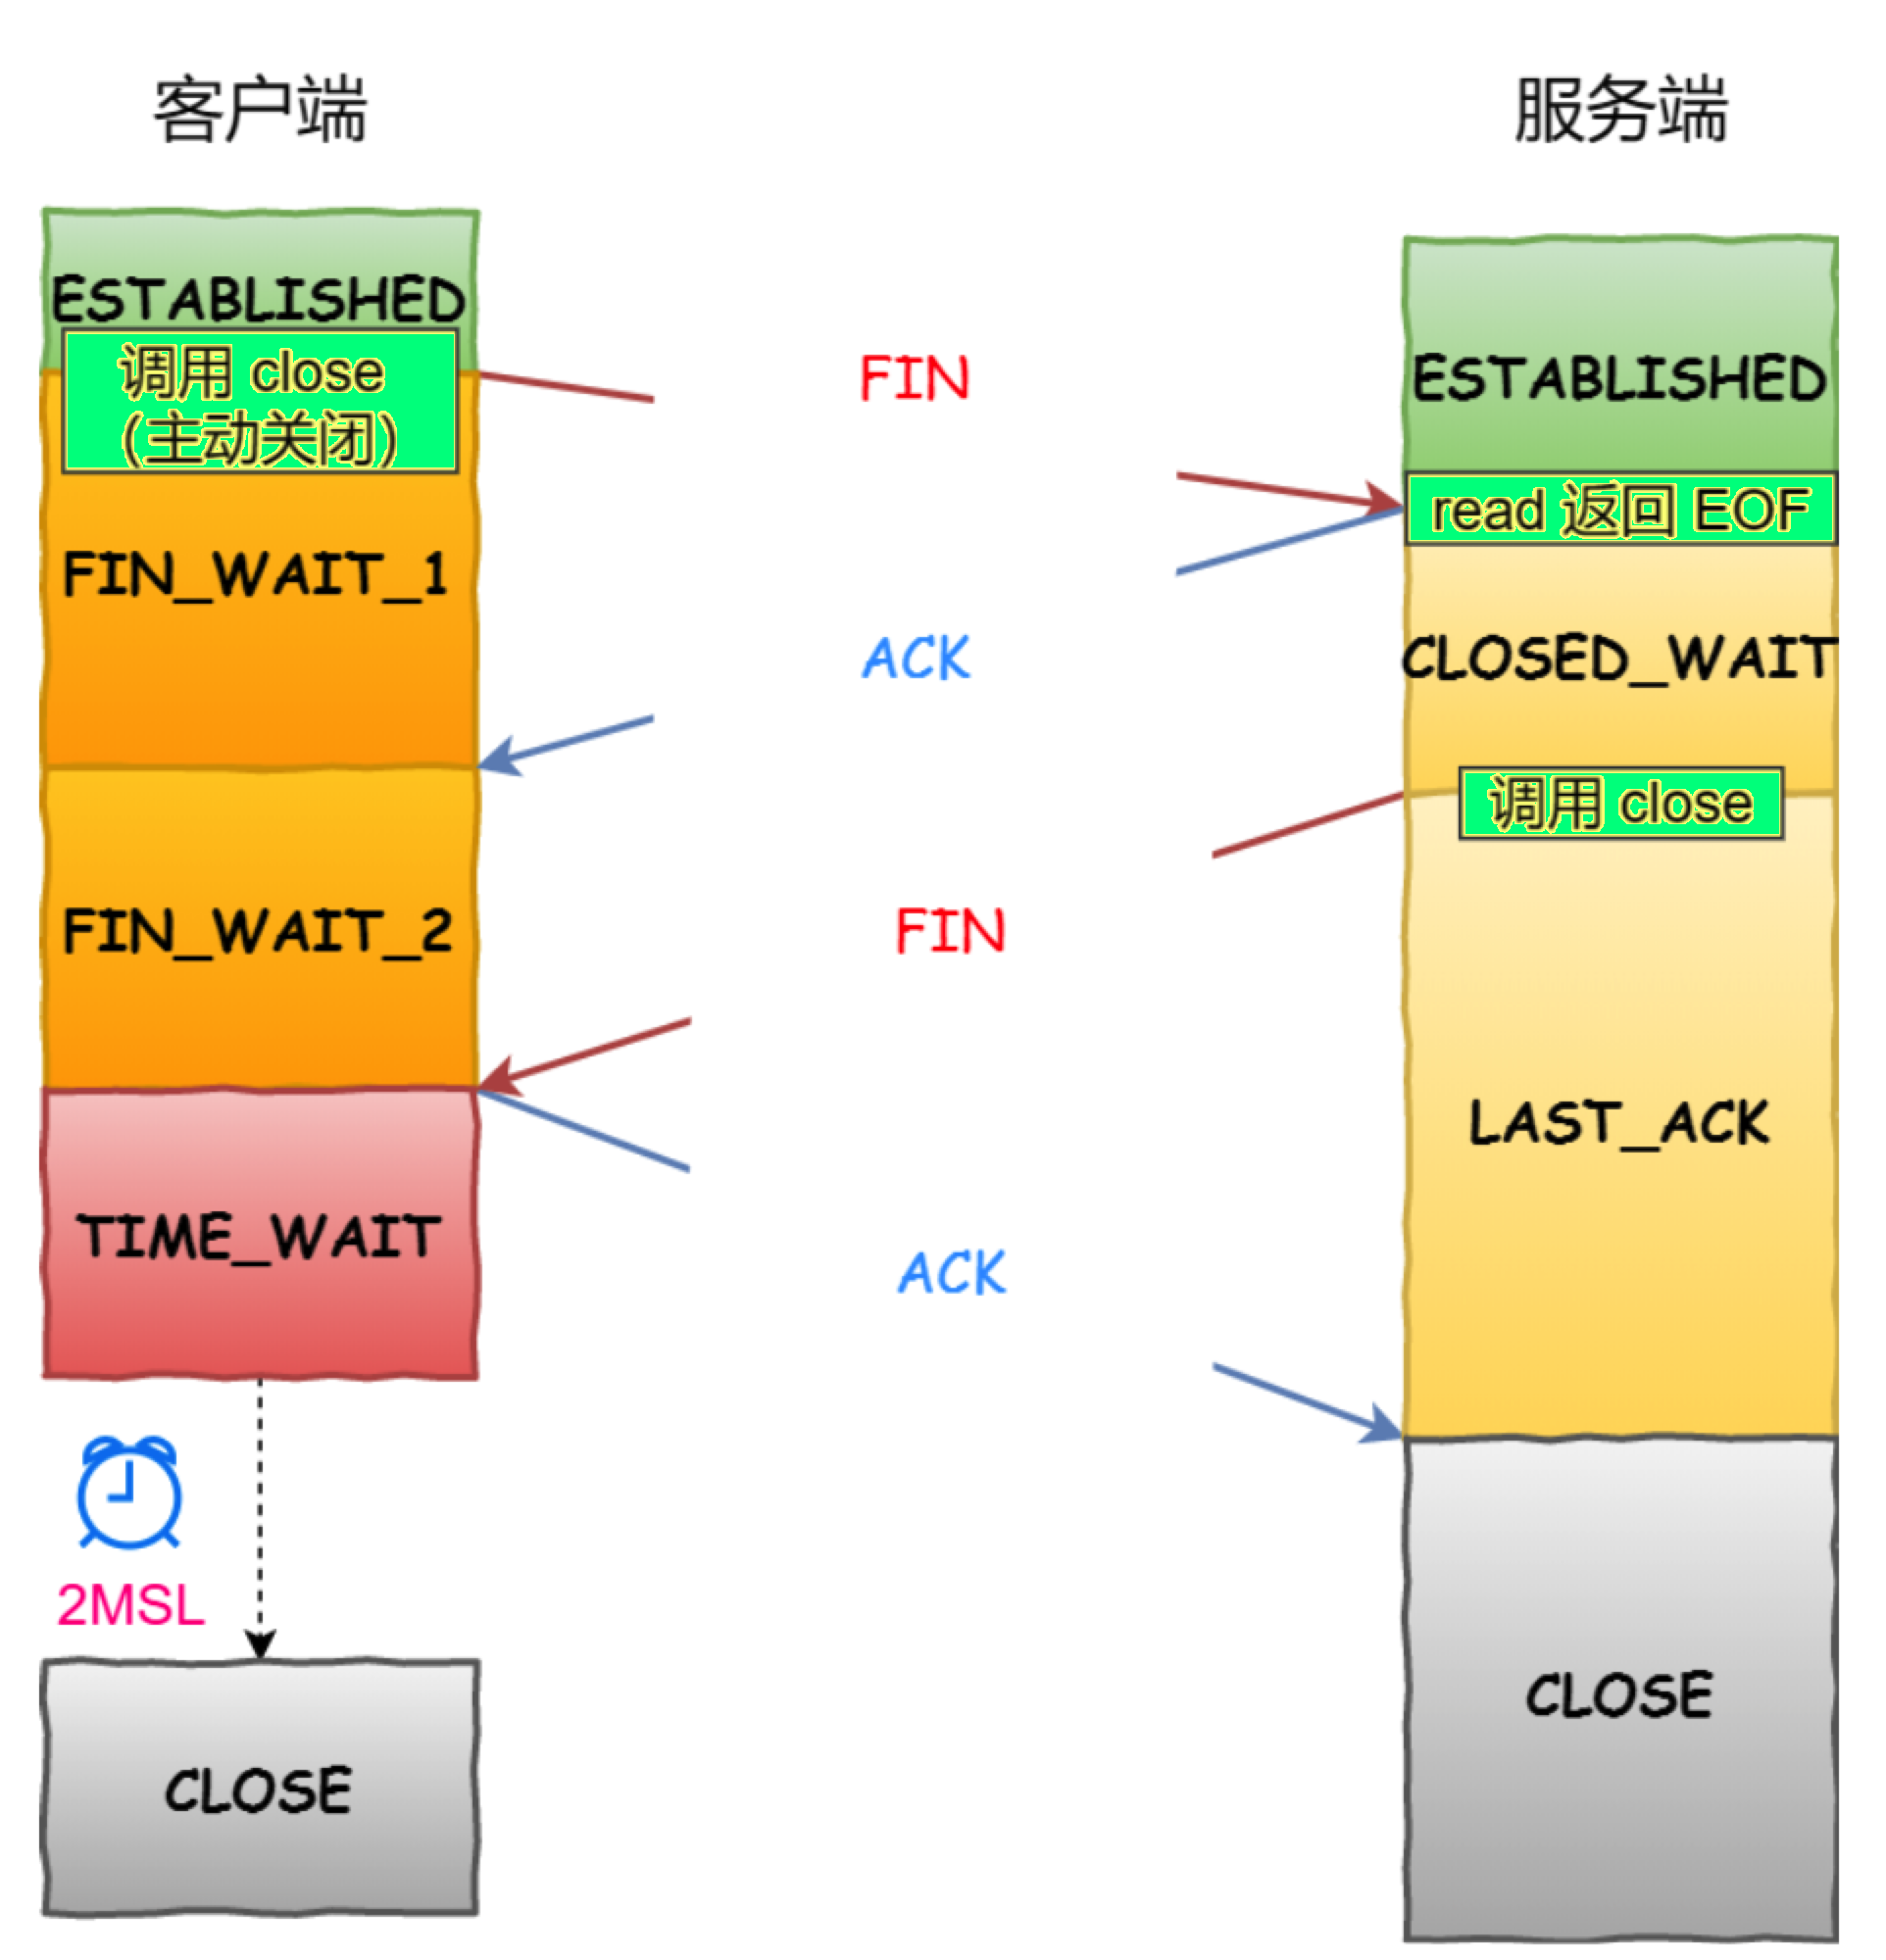 客户端
服务端
ESTABLISHED
调用 close
(主动关闭)
FIN
ESTABLISHED
read 返回 EOF
FIN_WAIT_1
ACK
CLOSED_WAIT
调用 close
FIN_WAIT_2
FIN
LAST_ACK
TIME_WAIT
ACK
2MSL
CLOSE
CLOSE